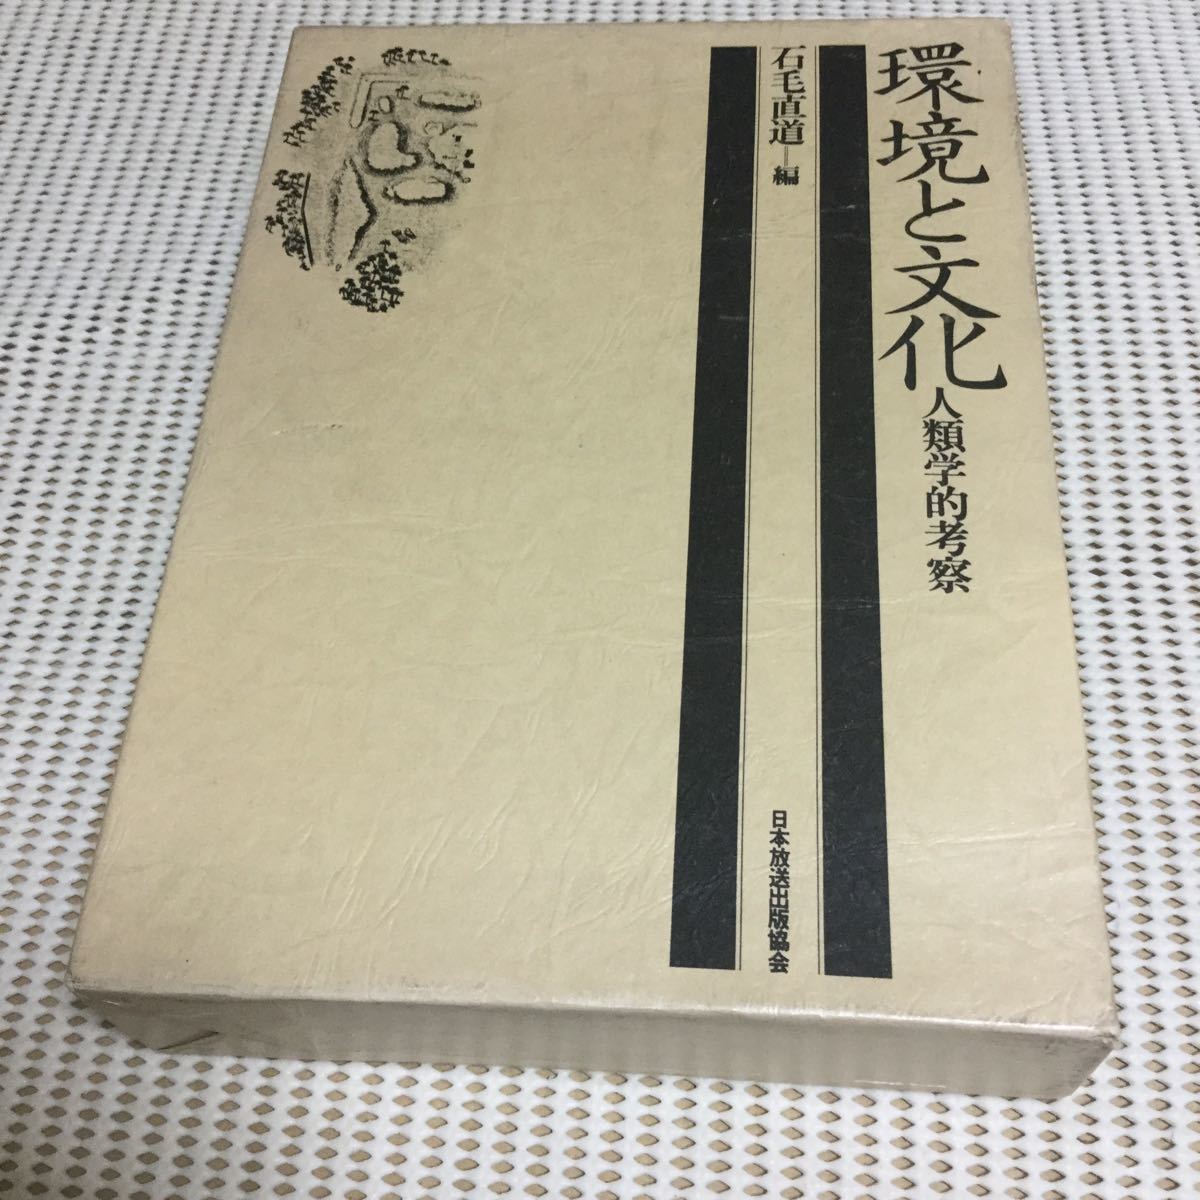 環境と文化
人類学的考察
石毛直道＝編
日本放送出版協会